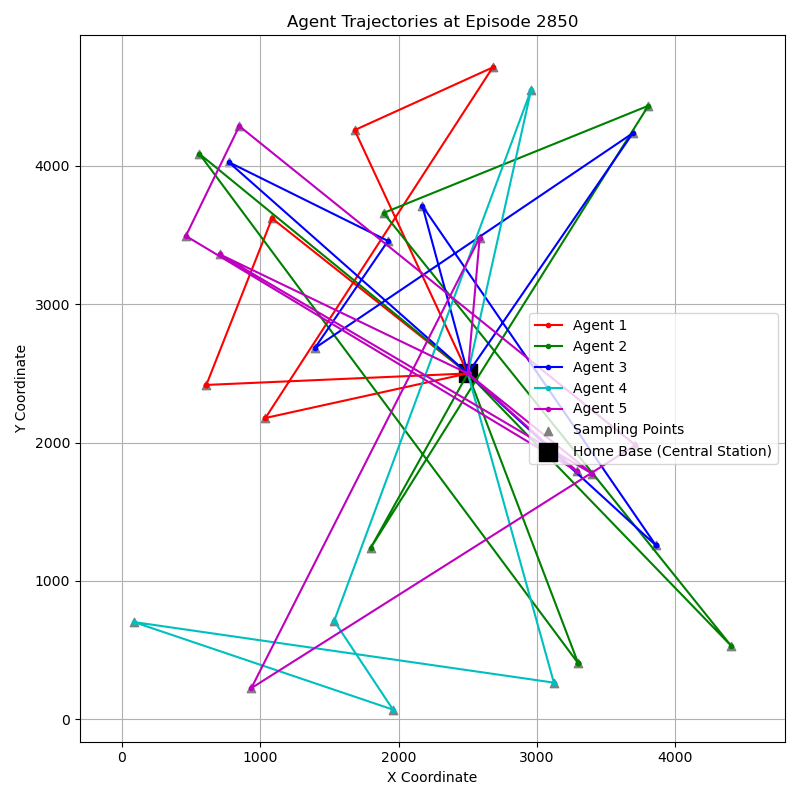 Agent Trajectories at Episode 2850
Y Coordinate
4000
3000
2000
1000
0
Agent 1
Agent 2
Agent 3
Agent 4
Agent 5
Sampling Points
Home Base (Central Station)
0 1000 2000 3000 4000
X Coordinate